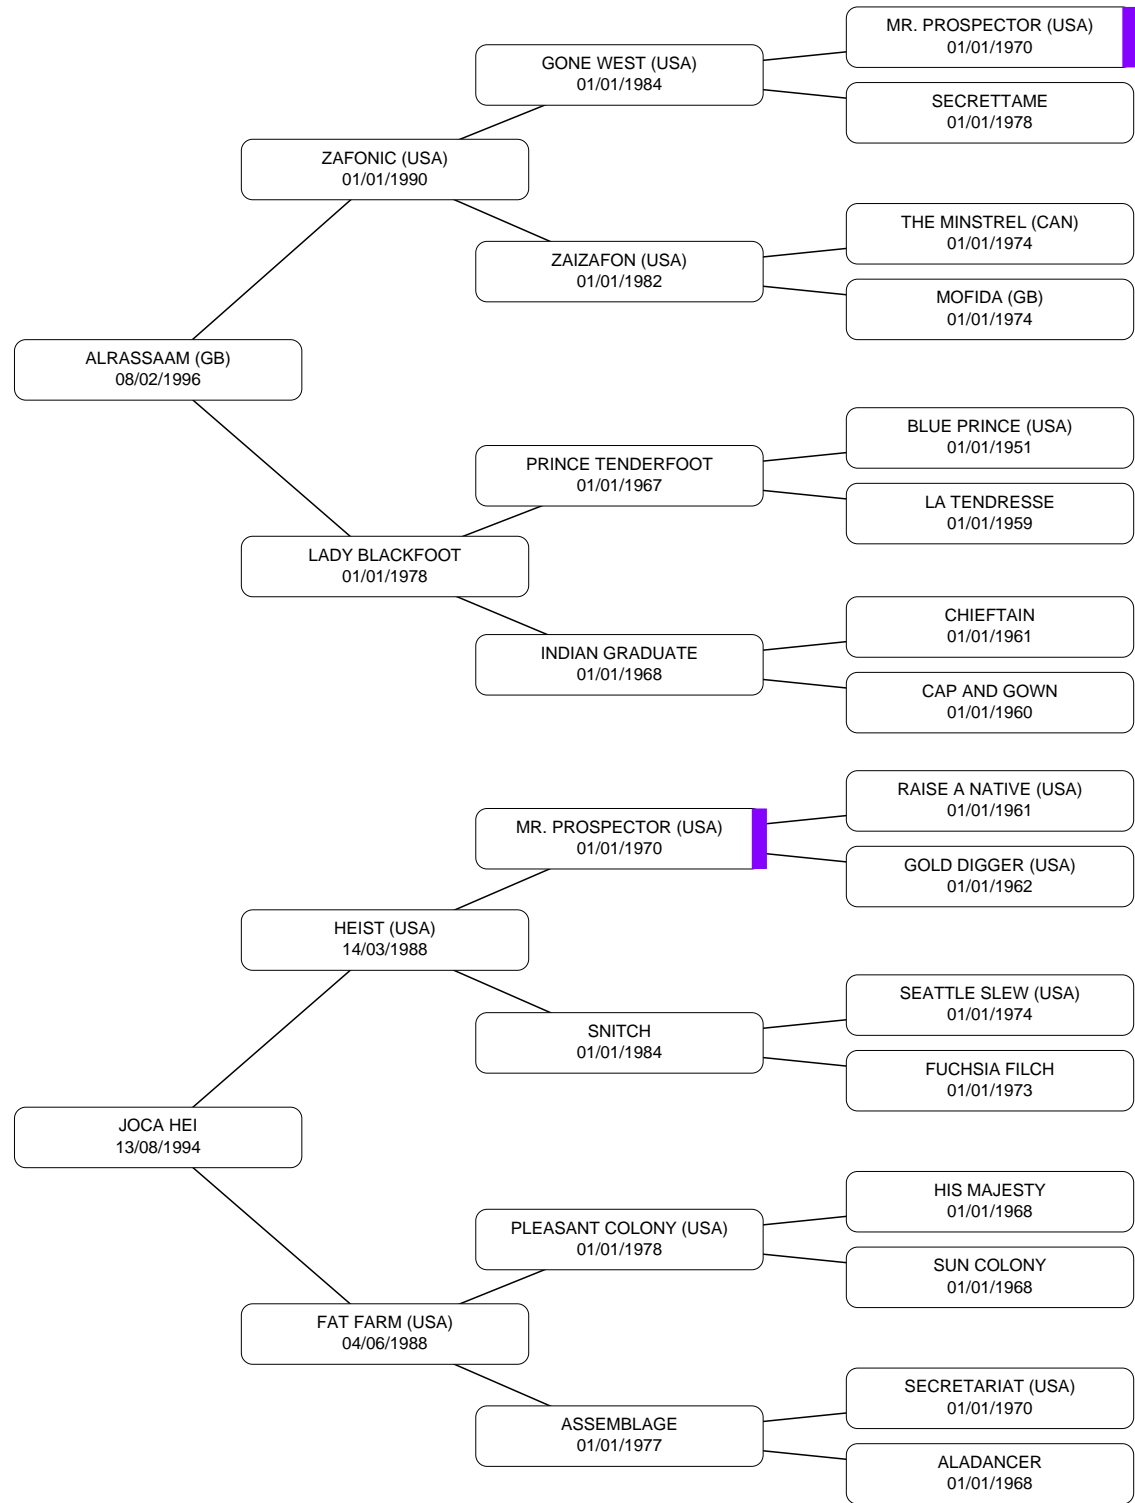 MR. PROSPECTOR (USA)
01/01/1970
GONE WEST (USA)
01/01/1984
SECRETTAME
01/01/1978
ZAFONIC (USA)
01/01/1990
THE MINSTREL (CAN)
01/01/1974
ZAIZAFON (USA)
01/01/1982
MOFIDA (GB)
01/01/1974
ALRASSAAM (GB)
08/02/1996
BLUE PRINCE (USA)
01/01/1951
PRINCE TENDERFOOT
01/01/1967
LA TENDRESSE
01/01/1959
LADY BLACKFOOT
01/01/1978
CHIEFTAIN
01/01/1961
INDIAN GRADUATE
01/01/1968
CAP AND GOWN
01/01/1960
RAISE A NATIVE (USA)
01/01/1961
MR. PROSPECTOR (USA)
01/01/1970
GOLD DIGGER (USA)
01/01/1962
HEIST (USA)
14/03/1988
SEATTLE SLEW (USA)
01/01/1974
SNITCH
01/01/1984
FUCHSIA FILCH
01/01/1973
JOCA HEI
13/08/1994
HIS MAJESTY
01/01/1968
PLEASANT COLONY (USA)
01/01/1978
SUN COLONY
01/01/1968
FAT FARM (USA)
04/06/1988
SECRETARIAT (USA)
01/01/1970
ASSEMBLAGE
01/01/1977
ALADANCER
01/01/1968